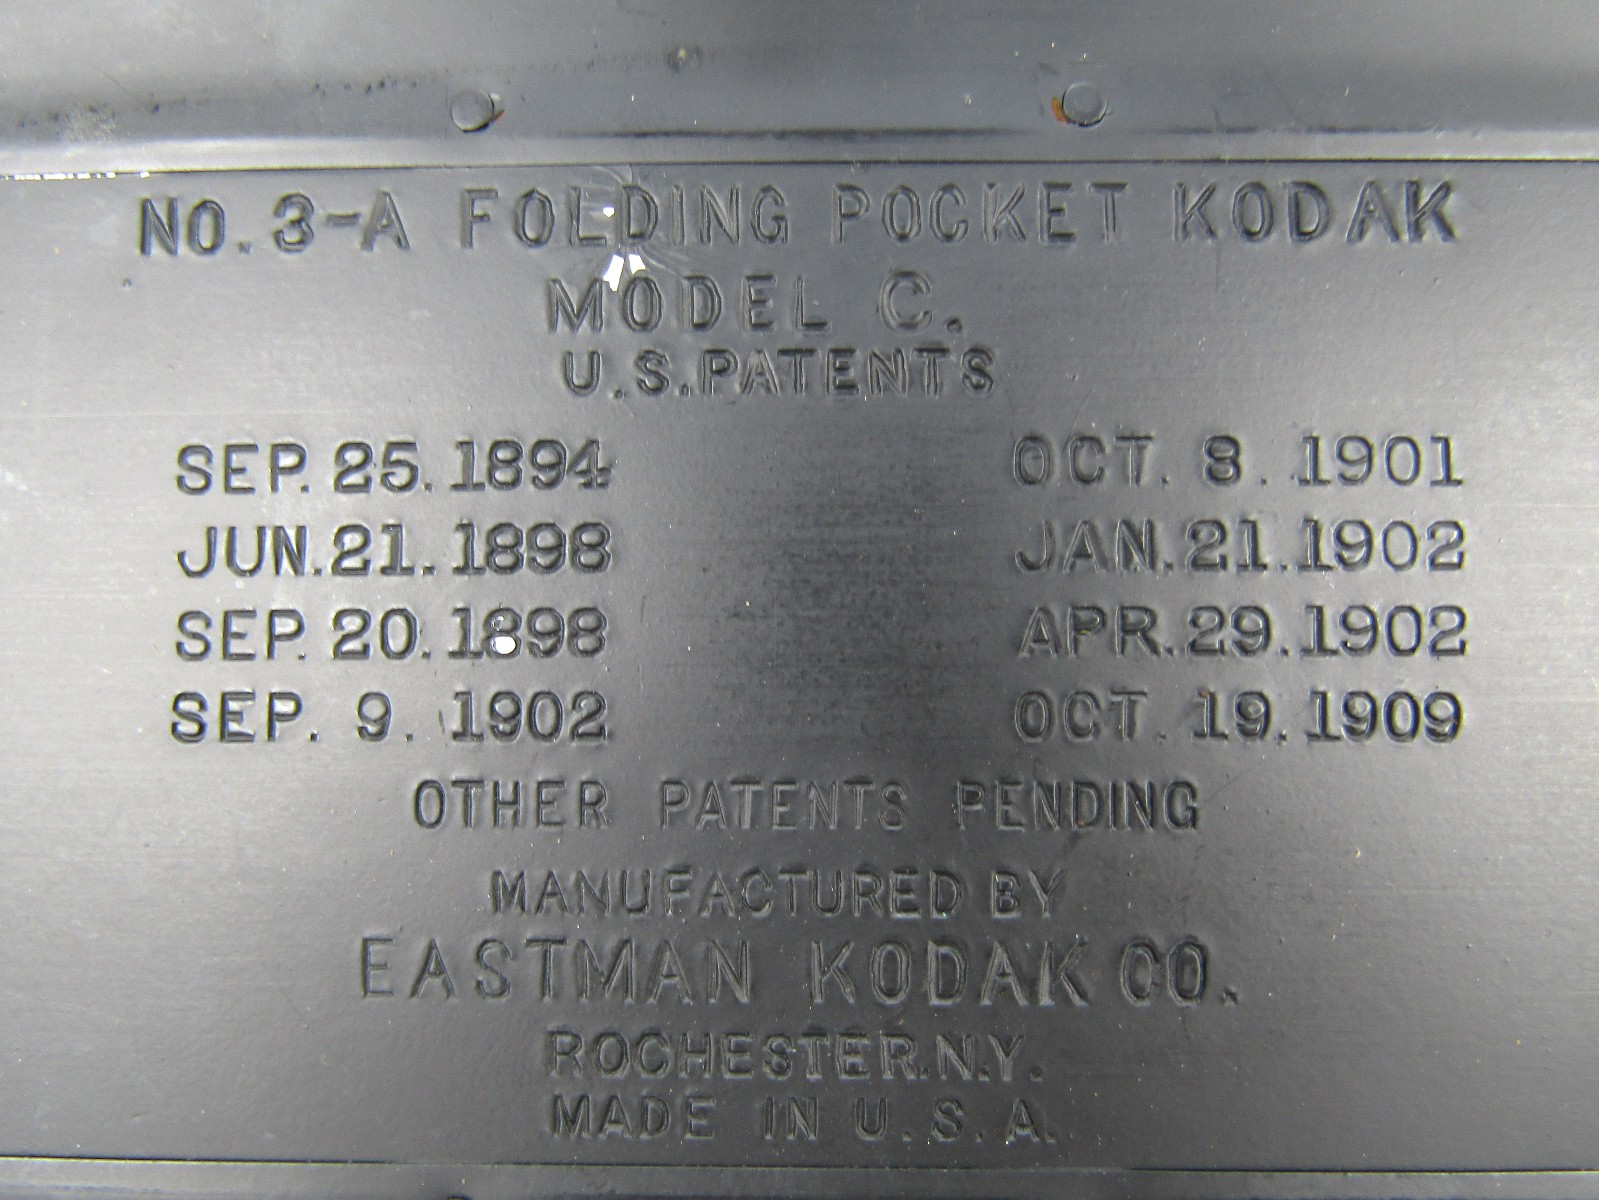 NO. 3-A FOLDING POCKET KODAK
MODEL C.
U.S. PATENTS
SEP. 25. 1894 OCT. 8. 1901
JUN. 21. 1898 JAN. 21. 1902
SEP. 20. 1898 APR. 29. 1902
SEP. 9. 1902 OCT. 19. 1909
OTHER PATENTS PENDING
MANUFACTURED BY
EASTMAN KODAK CO.
ROCHESTER. N.Y.
MADE IN U.S.A.